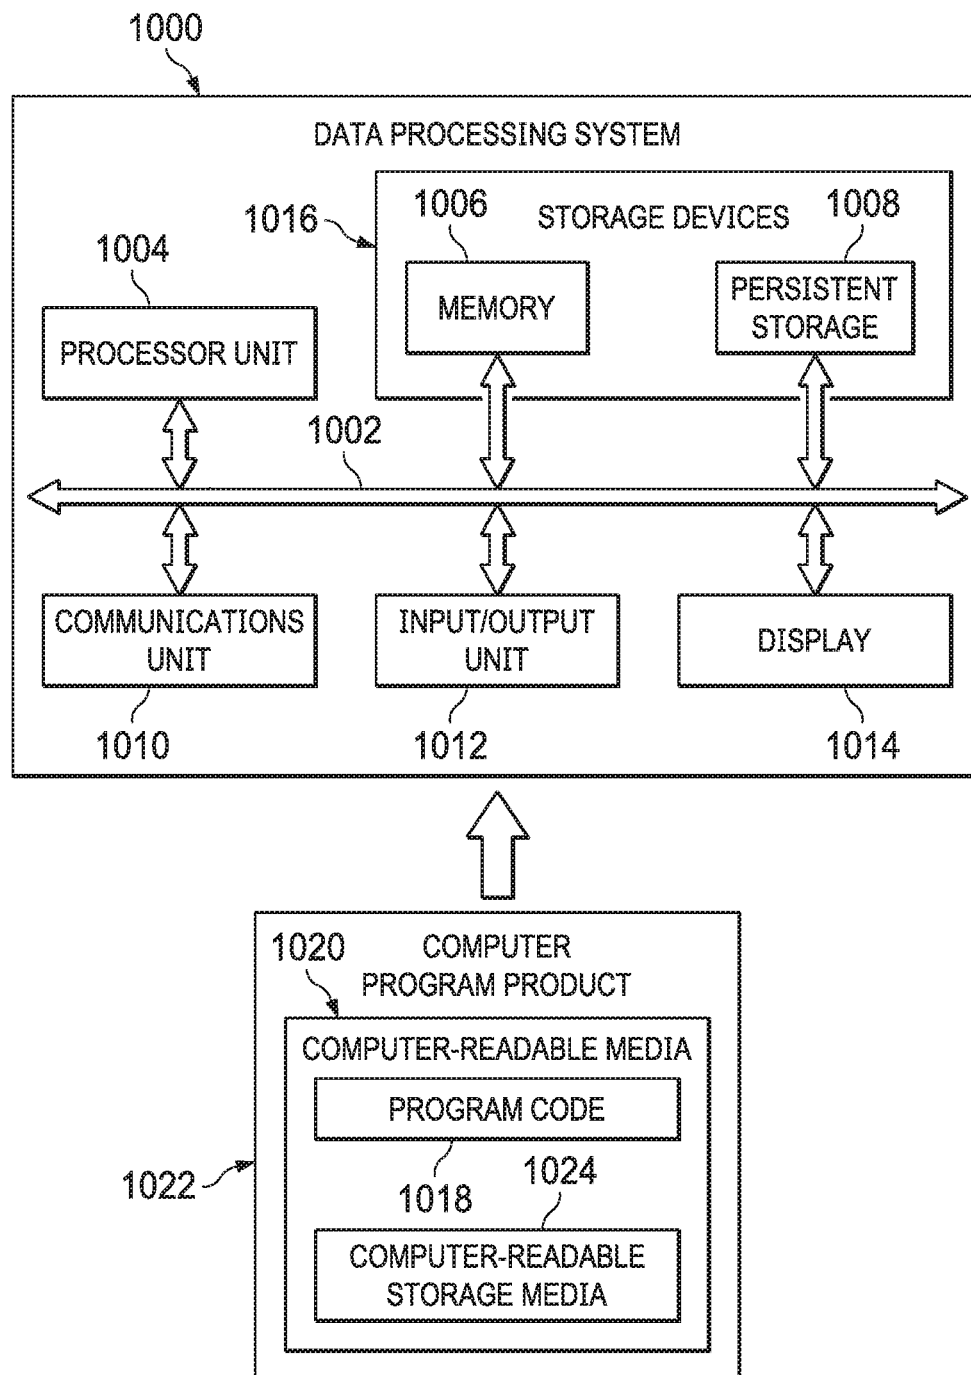 1000
DATA PROCESSING SYSTEM
1016
1006
STORAGE DEVICES
1008
1004
MEMORY
PERSISTENT
STORAGE
PROCESSOR UNIT
1002
COMMUNICATIONS
UNIT
INPUT/OUTPUT
UNIT
DISPLAY
1010
1012
1014
1020
COMPUTER
PROGRAM PRODUCT
COMPUTER-READABLE MEDIA
PROGRAM CODE
1022
1018
1024
COMPUTER-READABLE
STORAGE MEDIA